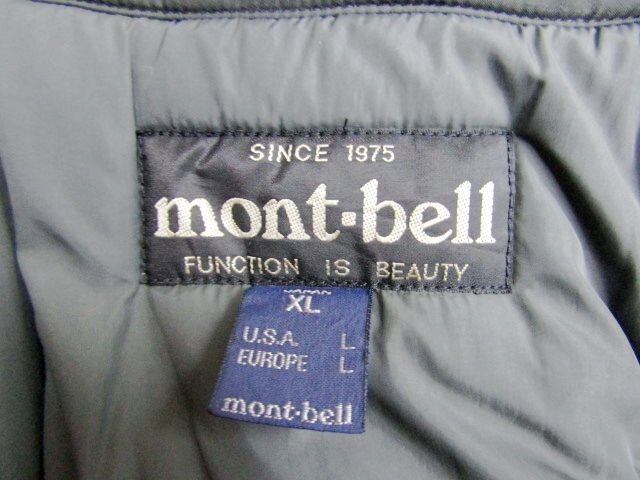 SINCE 1975
mont-bell
FUNCTION IS BEAUTY
XL
U.S.A. L
EUROPE L
mont-bell